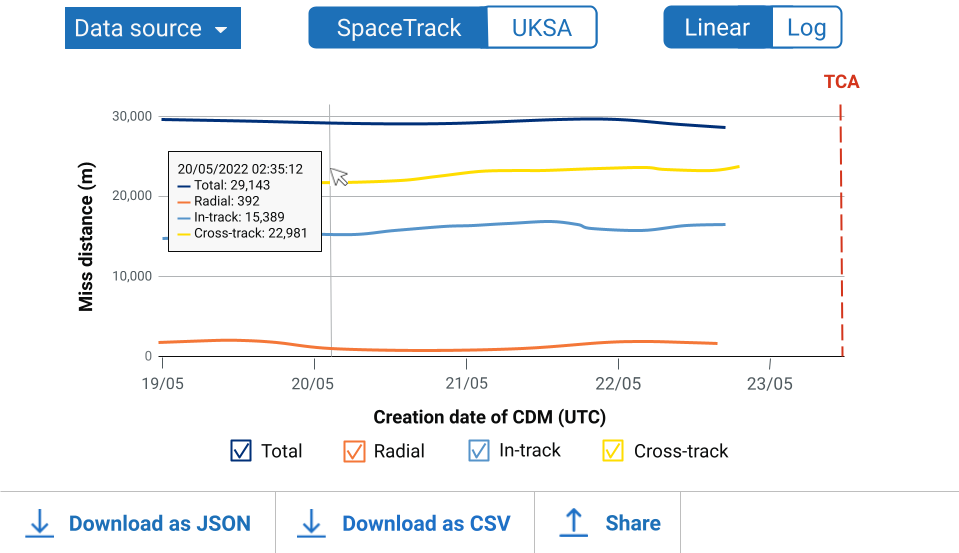 Data source
SpaceTrack
UKSA
Linear
Log
TCA
30,000
20,000
10,000
0
Miss distance (m)
20/05/2022 02:35:12
Total: 29,143
Radial: 392
In-track: 15,389
Cross-track: 22,981
19/05
20/05
21/05
22/05
23/05
Creation date of CDM (UTC)
Total
Radial
In-track
Cross-track
Download as JSON
Download as CSV
Share